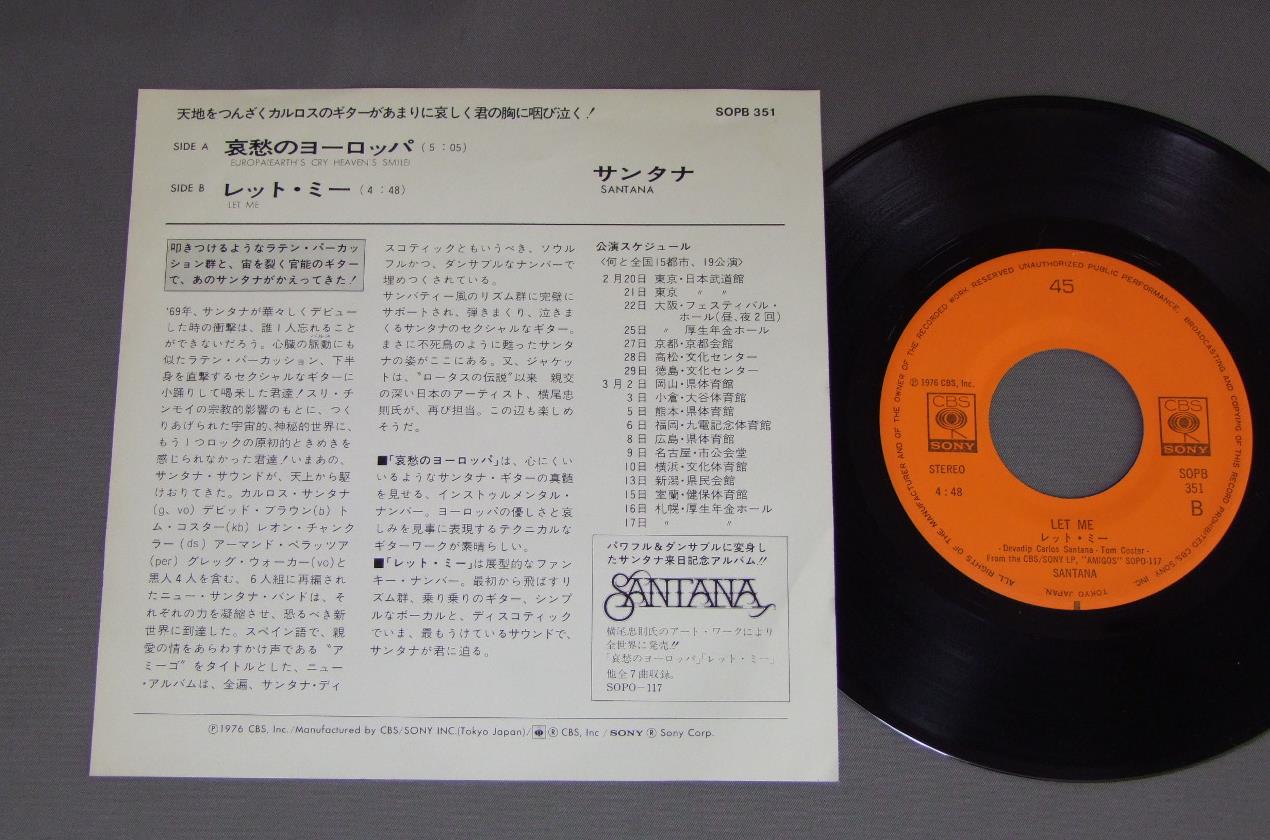 天地をつんざくカルロスのギターがあまりに哀しく君の胸に咽び泣く!
SOPB 351
SIDE A 哀愁のヨーロッパ (5:05)
EUROPA(EARTH'S CRY HEAVEN'S SMILE)
SIDE B レット・ミー (4:48)
LET ME
サンタナ
SANTANA
叩きつけるようなラテン・パーカッ
ション群と、宙を裂く官能のギター
で、あのサンタナがかえってきた!
'69年、サンタナが華々しくデビュー
した時の衝撃は、誰1人忘れること
ができないだろう。心臓の脈動にも
似たラテン・パーカッション、下半
身を直撃するセクシャルなギターに
小踊りして喝采した君達!スリ・チ
ンモイの宗教的影響のもとに、つく
りあげられた宇宙的、神秘的世界に、
もう1つロックの原初的ときめきを
感じられなかった君達!いまあの、
サンタナ・サウンドが、天上から駆
けおりてきた。カルロス・サンタナ
(g、vo) デビッド・ブラウン(b) ト
ム・コスター(kb) レオン・チャンク
ラー(ds) アーマンド・ペラッツア
(per) グレッグ・ウォーカー(vo)と
黒人4人を含む、6人組に再編され
たニュー・サンタナ・バンドは、そ
れぞれの力を凝縮させ、恐るべき新
世界に到達した。スペイン語で、親
愛の情をあらわすかけ声である〝ア
ミーゴ〟をタイトルとした、ニュー
・アルバムは、全遍、サンタナ・ディ
スコティックともいうべき、ソウル
フルかつ、ダンサブルなナンバーで
埋めつくされている。
サンバティー風のリズム群に完璧に
サポートされ、弾きまくり、泣きま
くるサンタナのセクシャルなギター。
まさに不死鳥のように甦ったサンタ
ナの姿がここにある。又、ジャケッ
トは、〝ロータスの伝説〟以来 親交
の深い日本のアーティスト、横尾忠
則氏が、再び担当。この辺も楽しめ
そうだ。
■「哀愁のヨーロッパ」は、心にくい
いるようなサンタナ・ギターの真髄
を見せる、インストゥルメンタル・
ナンバー。ヨーロッパの優しさと哀
しみを見事に表現するテクニカルな
ギターワークが素晴らしい。
■「レット・ミー」は展型的なファン
キー・ナンバー。最初から飛ばすリ
ズム群、乗り乗りのギター、シンプ
ルなボーカルと、ディスコティック
でいま、最もうけているサウンドで、
サンタナが君に迫る。
公演スケジュール
〈何と全国15都市、19公演〉
2月20日 東京・日本武道館
21日 東京 〃 〃
22日 大阪・フェスティバル・
ホール(昼、夜2回)
25日 〃 厚生年金ホール
27日 京都・京都会館
28日 高松・文化センター
29日 徳島・文化センター
3月2日 岡山・県体育館
3日 小倉・大谷体育館
5日 熊本・県体育館
6日 福岡・九電記念体育館
8日 広島・県体育館
9日 名古屋・市公会堂
10日 横浜・文化体育館
13日 新潟・県民会館
15日 室蘭・健保体育館
16日 札幌・厚生年金ホール
17日 〃 〃
パワフル&ダンサブルに変身し
たサンタナ来日記念アルバム!!
SANTANA
横尾忠則氏のアート・ワークにより
全世界に発売!!
「哀愁のヨーロッパ」「レット・ミー」
他全7曲収録。
SOPO-117
Ⓟ1976 CBS, Inc./Manufactured by CBS/SONY INC.(Tokyo Japan)/ ® CBS, Inc / SONY ® Sony Corp.
ALL RIGHTS OF THE MANUFACTURER AND OF THE OWNER OF THE RECORDED WORK RESERVED UNAUTHORIZED PUBLIC PERFORMANCE, BROADCASTING AND COPYING OF THIS RECORD PROHIBITED CBS/SONY INC. TOKYO JAPAN
45
Ⓟ 1976 CBS, Inc.
CBS
SONY
CBS
SONY
STEREO
4:48
SOPB
351
B
LET ME
レット・ミー
- Devadip Carlos Santana - Tom Coster -
From the CBS/SONY LP, "AMIGOS" SOPO-117
SANTANA